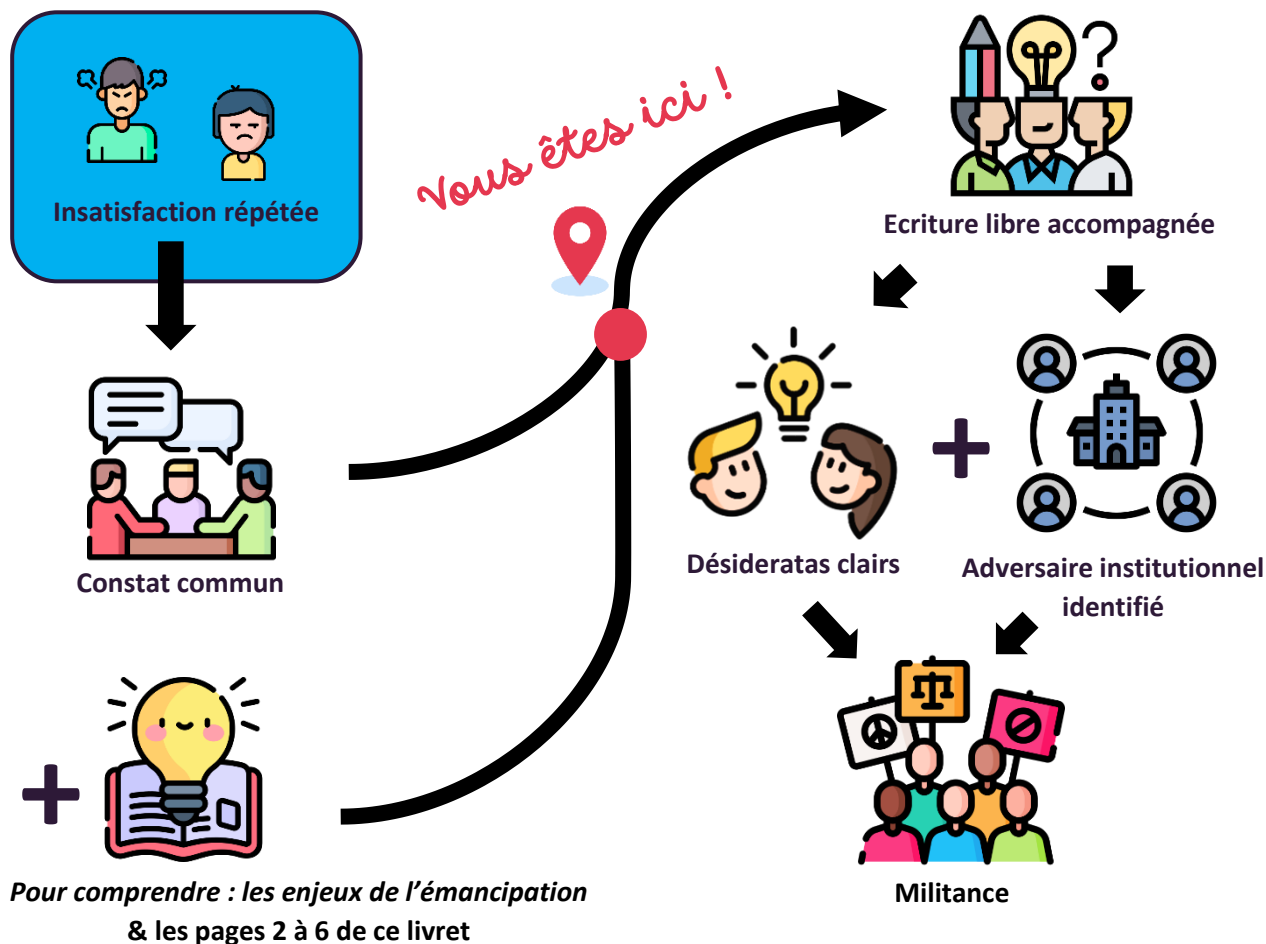 Insatisfaction répétée
Vous êtes ici !
Constat commun
Pour comprendre : les enjeux de l'émancipation
& les pages 2 à 6 de ce livret
?
Ecriture libre accompagnée
Désideratas clairs
Adversaire institutionnel
identifié
Militance